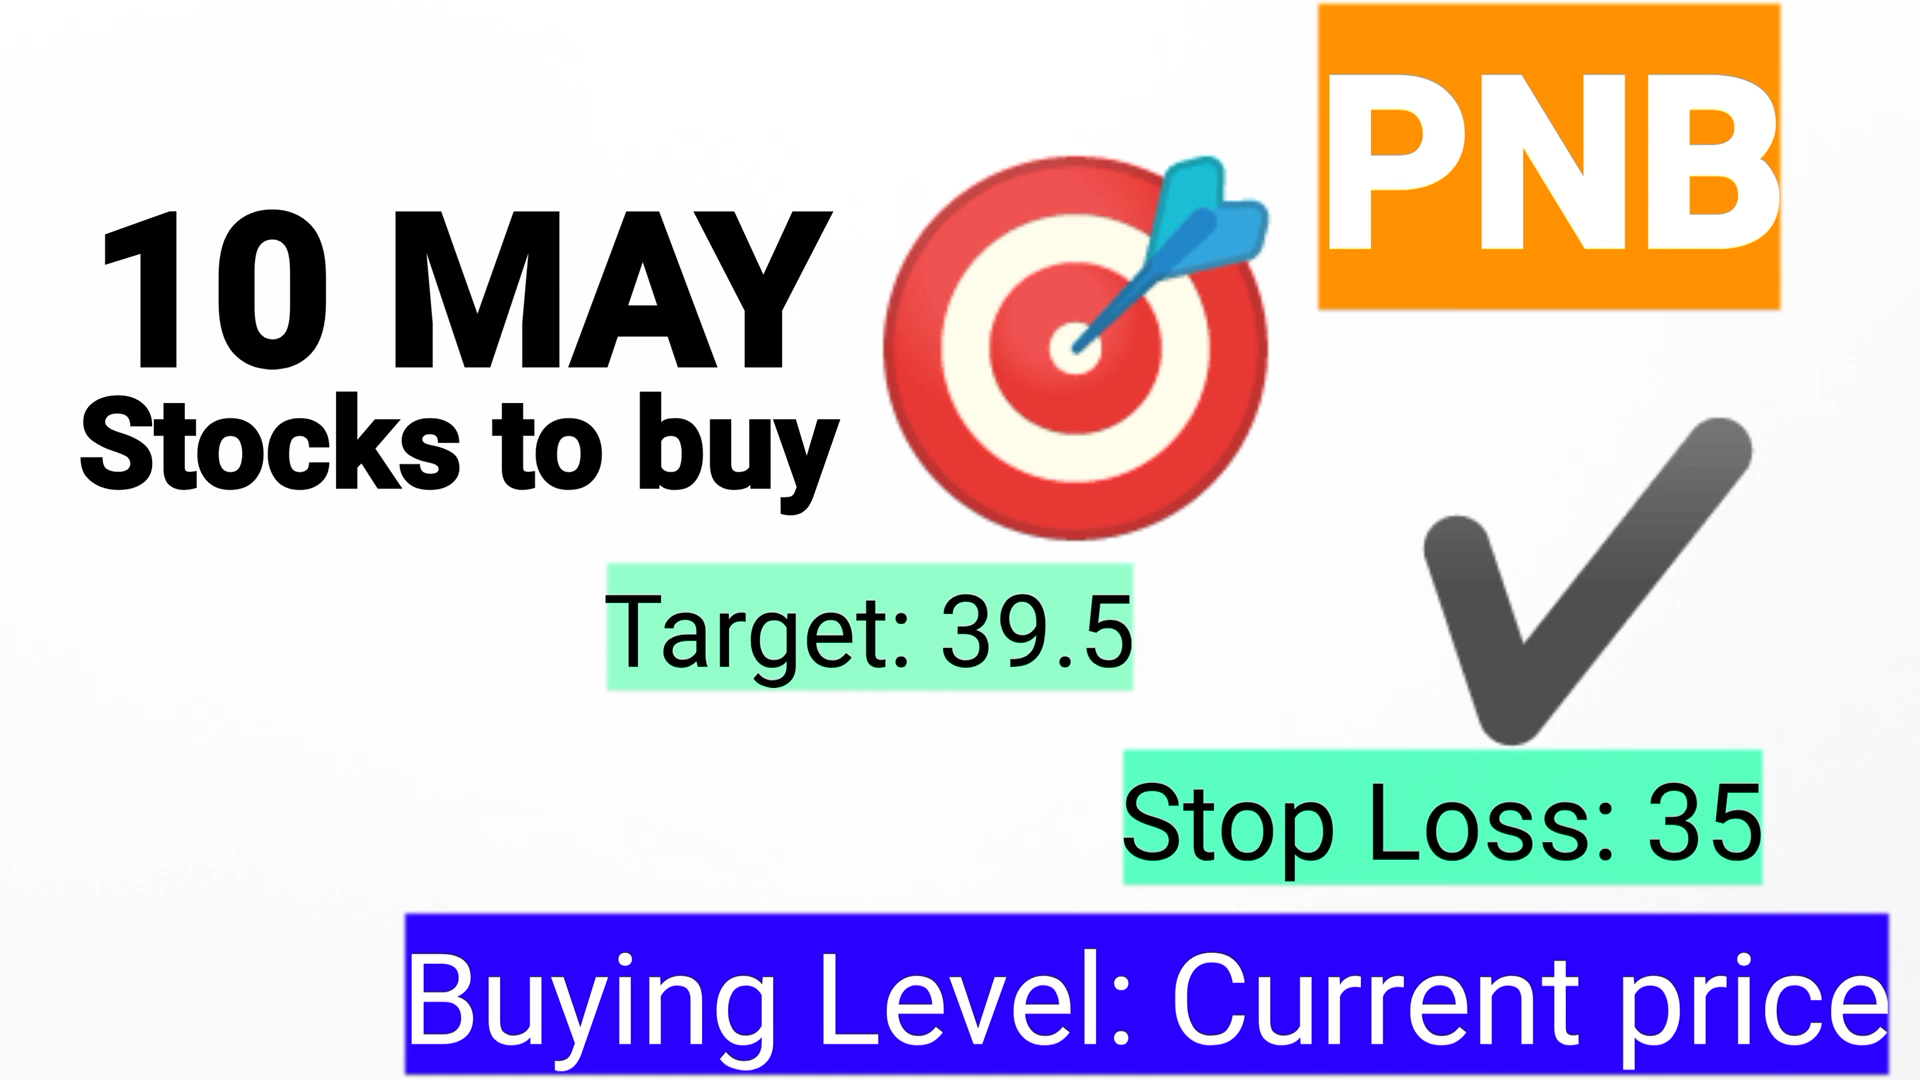 PNB
10 MAY
Stocks to buy
Target: 39.5
Stop Loss: 35
Buying Level: Current price